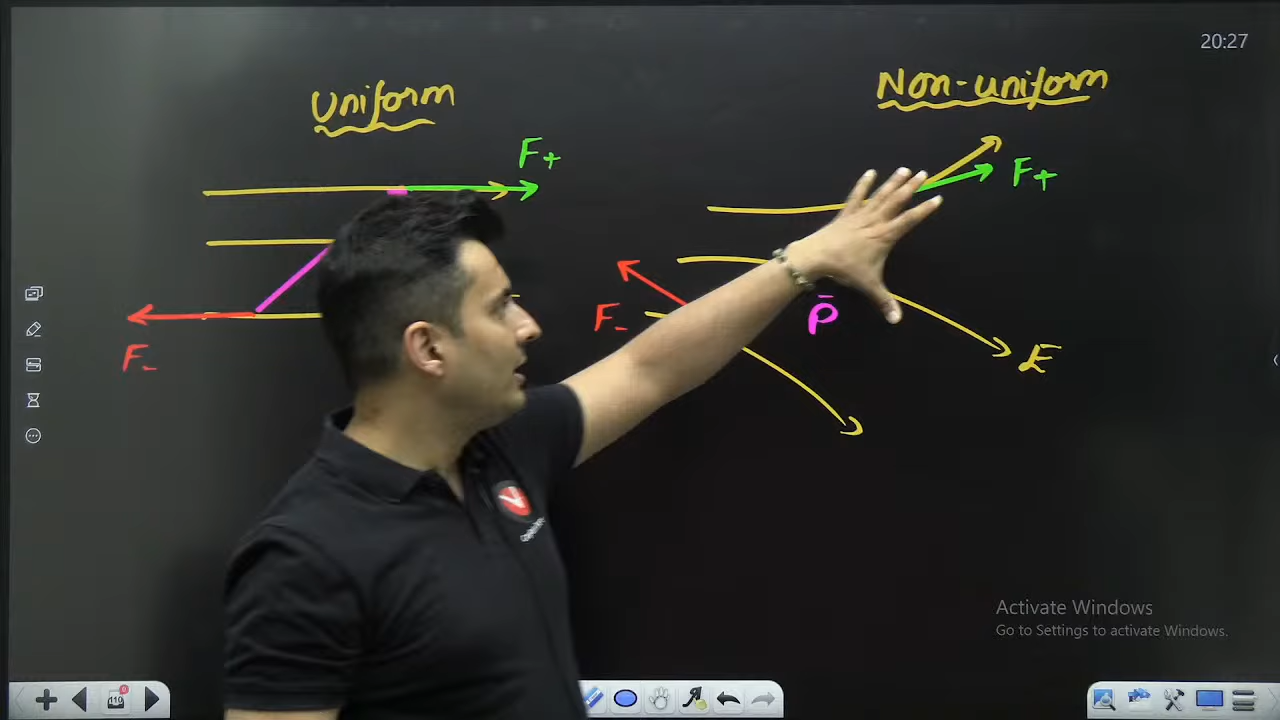 20:27
Uniform
Non-uniform
F+
F+
F-
P
F-
E
Activate Windows
Go to Settings to activate Windows.